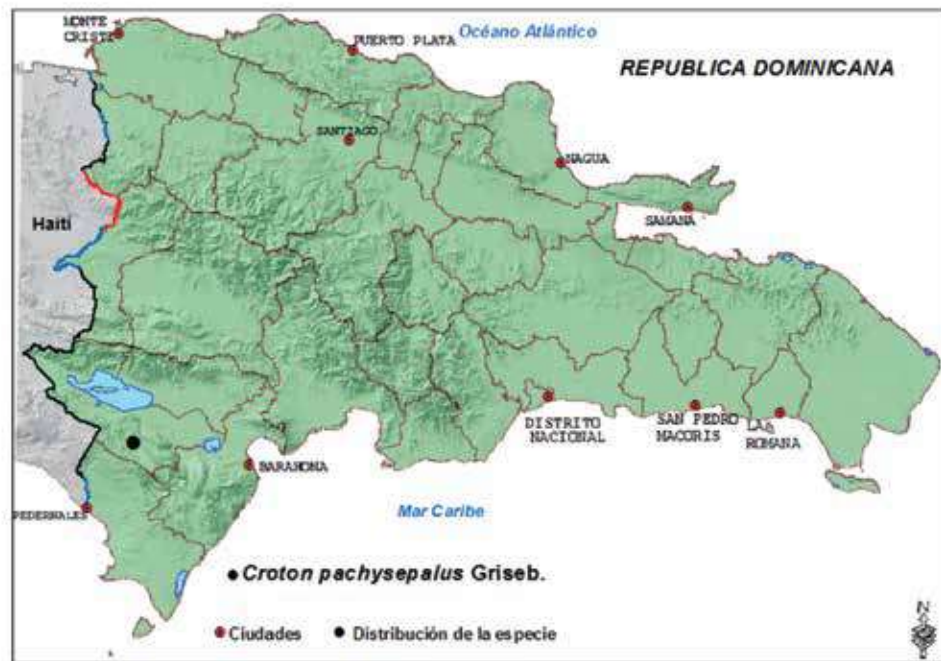 MONTE
CRISTI
PUERTO PLATA
Océano Atlántico
REPUBLICA DOMINICANA
SANTIAGO
NAGUA
SAMANA
Haití
DISTRITO
NACIONAL
SAN PEDRO
MACORIS
LA
ROMANA
BARAHONA
PEDERNALES
Mar Caribe
Croton pachysepalus Griseb.
Ciudades
Distribución de la especie
N